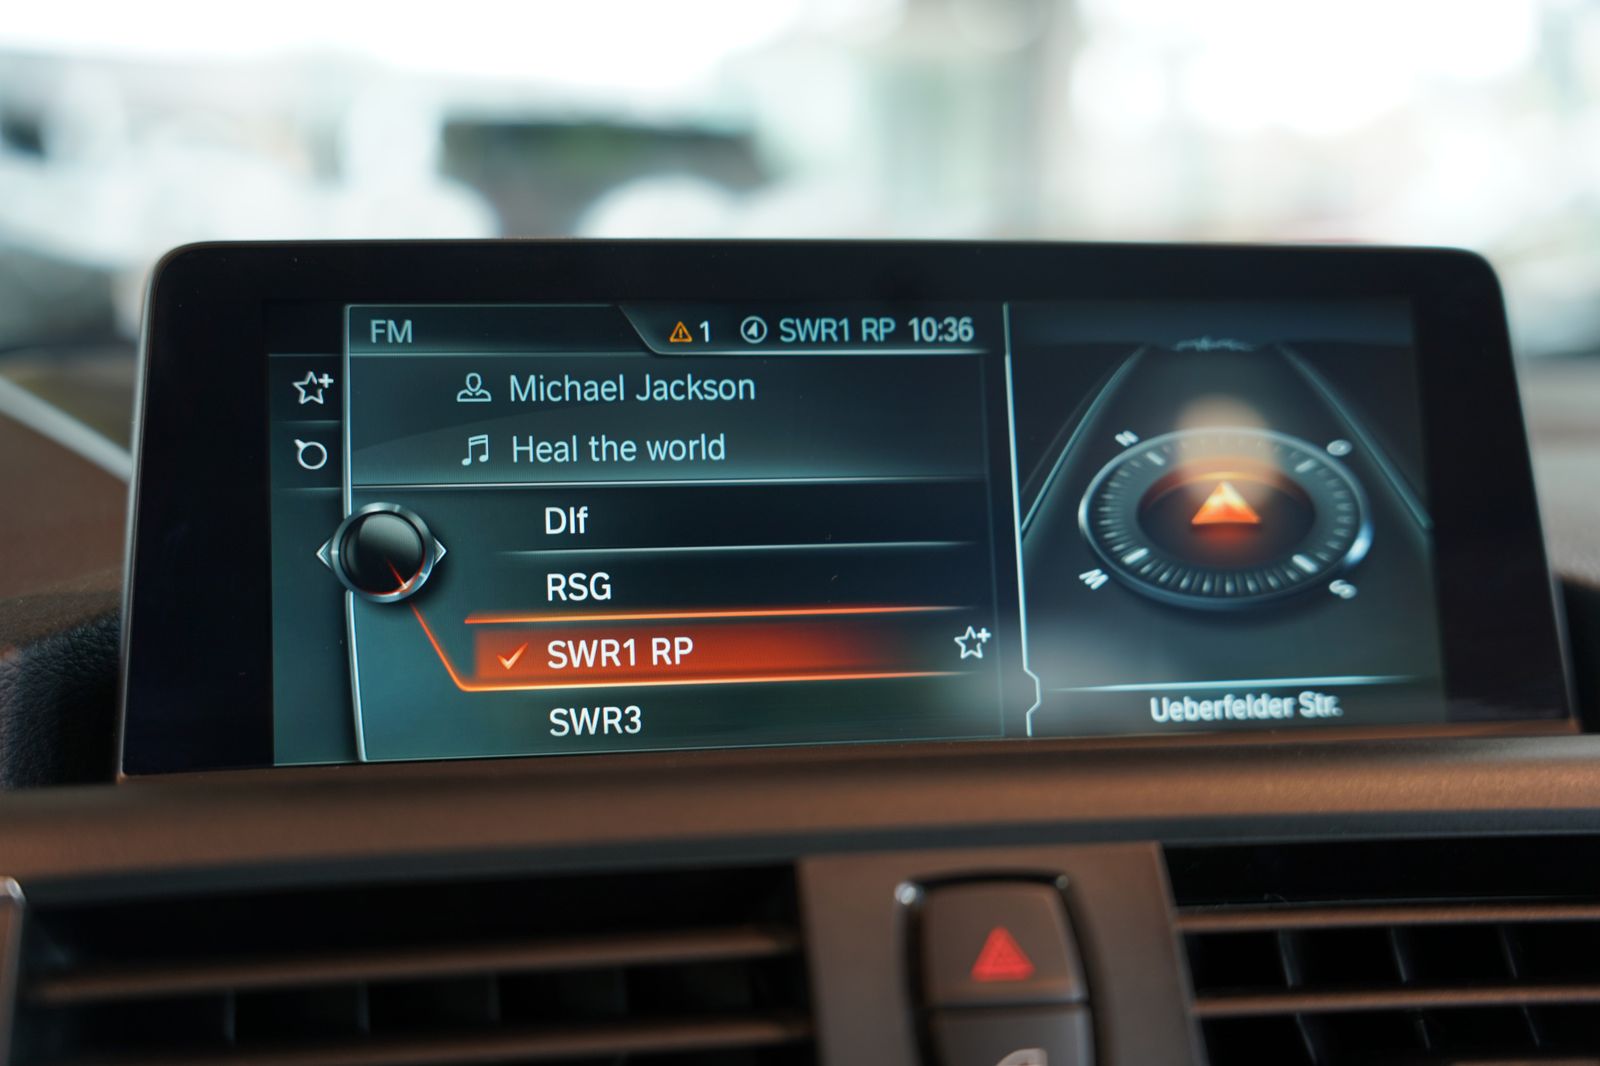 FM
1 SWR1 RP 10:36
Michael Jackson
Heal the world
Dlf
RSG
SWR1 RP
SWR3
N
O
W
S
Ueberfelder Str.